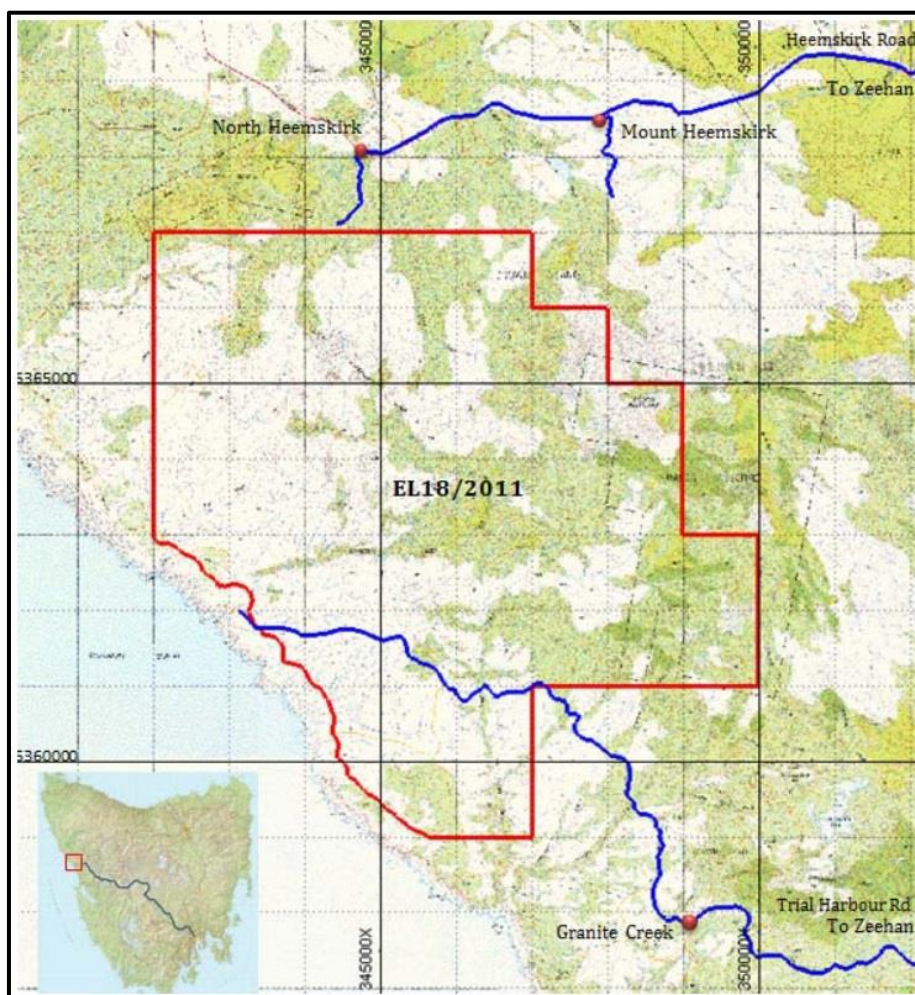 345000
350000
Heemskirk Road
To Zeehan
North Heemskirk
Mount Heemskirk
5365000
EL18/2011
5360000
Trial Harbour Rd
To Zeehan
Granite Creek
345000X
350000X